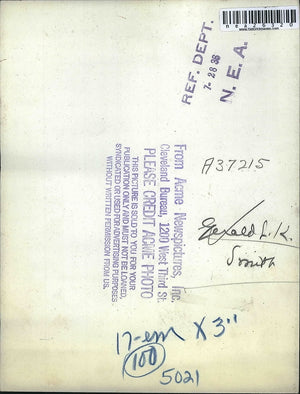 REF. DEPT.
7-28 36
N. E. A.
A37215
From Acme Newspictures, Inc.
Cleveland Bureau, 1200 West Third St.
PLEASE CREDIT ACME PHOTO
THIS PICTURE IS SOLD TO YOU FOR YOUR
PUBLICATION ONLY AND MUST NOT BE LOANED,
SYNDICATED OR USED FOR ADVERTISING PURPOSES
WITHOUT WRITTEN PERMISSION FROM US.
Gerald L. K.
Smith
17-em X 3"
100
5021